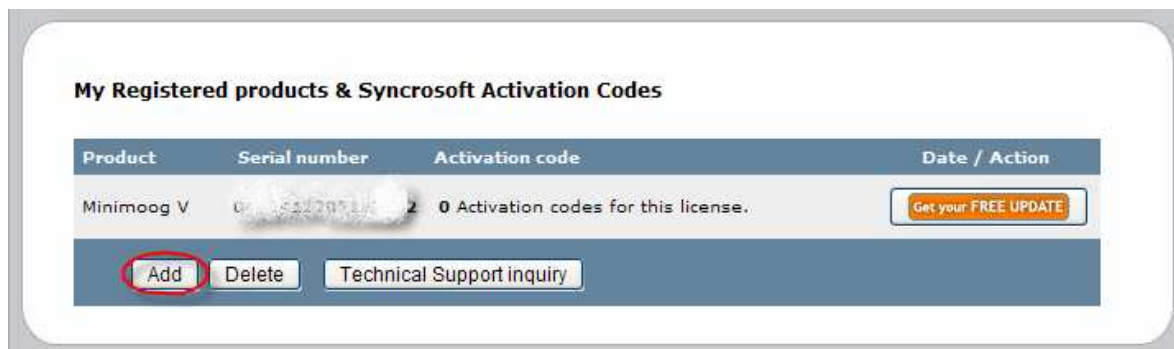 My Registered products & Syncrosoft Activation Codes
Product Serial number Activation code Date / Action
Minimoog V 2 0 Activation codes for this license. Get your FREE UPDATE
Add Delete Technical Support inquiry